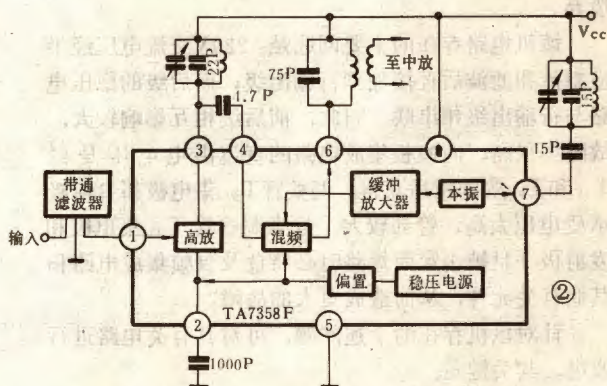 22P
75P
至中放
Vcc
15P
1.7P
15P
3
4
6
8
7
带通
滤波器
输入
1
高放
混频
缓冲
放大器
本振
偏置
稳压电源
②
2
TA7358F
5
1000P